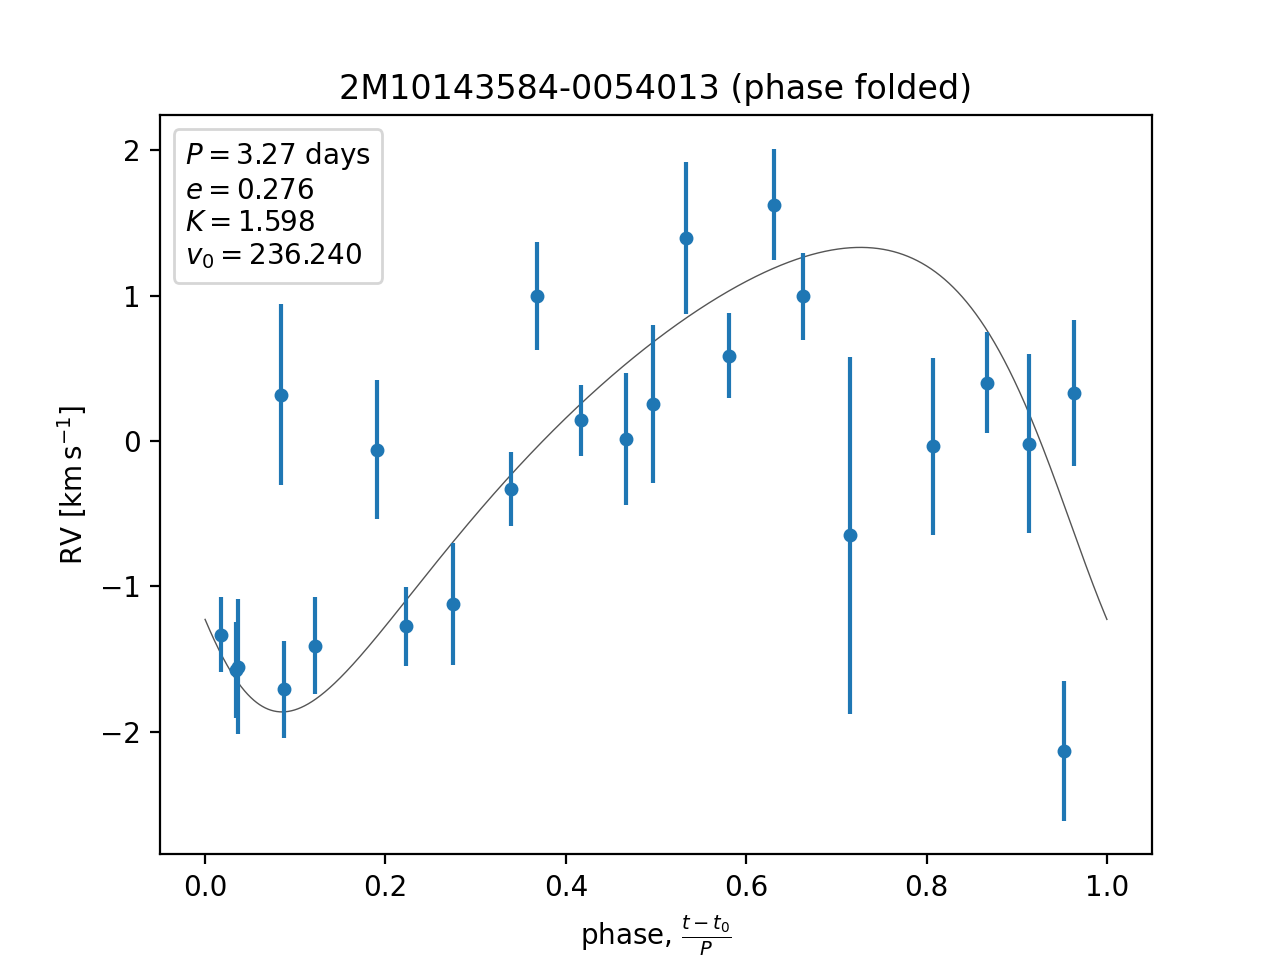 2M10143584-0054013 (phase folded)
P = 3.27 days
e = 0.276
K = 1.598
v₀ = 236.240
2
1
0
−1
−2
RV [km s⁻¹]
0.0 0.2 0.4 0.6 0.8 1.0
phase, (t − t₀)/P